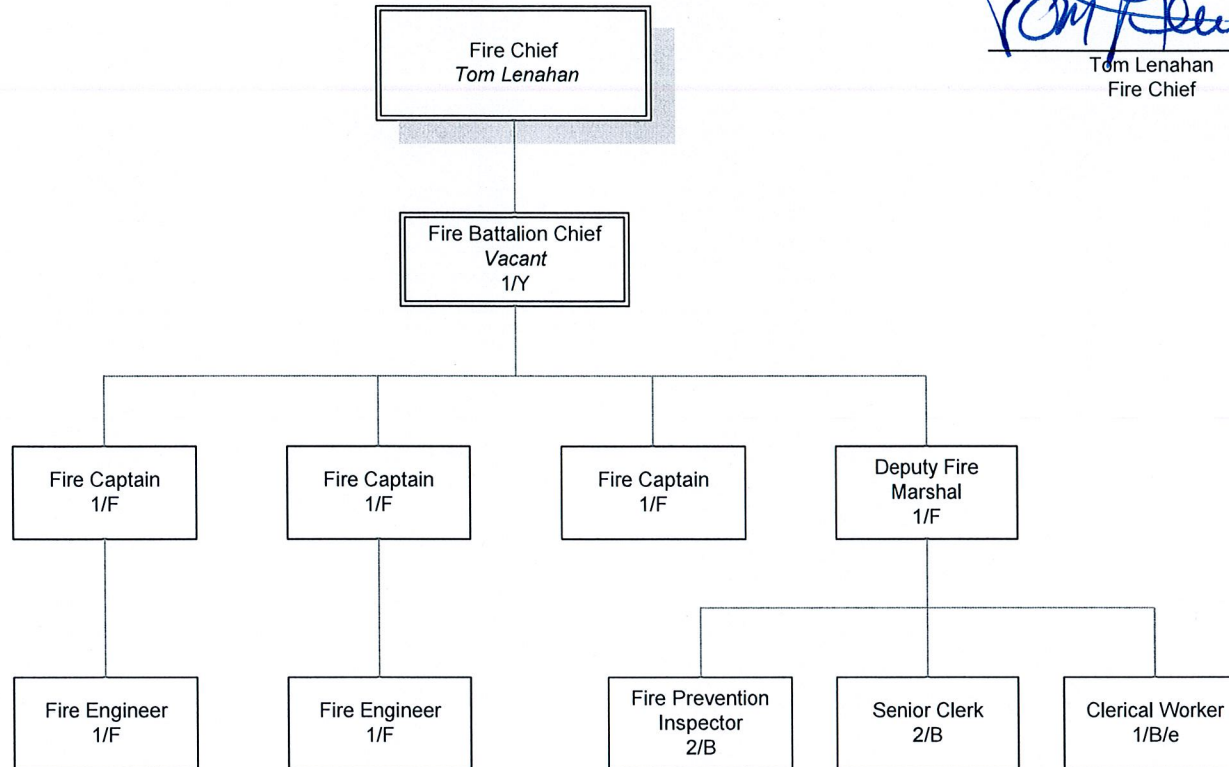 Fire Chief
Tom Lenahan
Tom Lenahan
Fire Chief
Fire Battalion Chief
Vacant
1/Y
Fire Captain
1/F
Fire Captain
1/F
Fire Captain
1/F
Deputy Fire
Marshal
1/F
Fire Engineer
1/F
Fire Engineer
1/F
Fire Prevention
Inspector
2/B
Senior Clerk
2/B
Clerical Worker
1/B/e